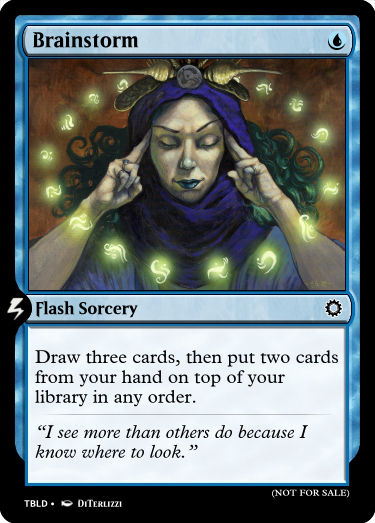 Brainstorm
Flash Sorcery
Draw three cards, then put two cards
from your hand on top of your
library in any order.
“I see more than others do because I
know where to look.”
(NOT FOR SALE)
TBLD • DiTerlizzi